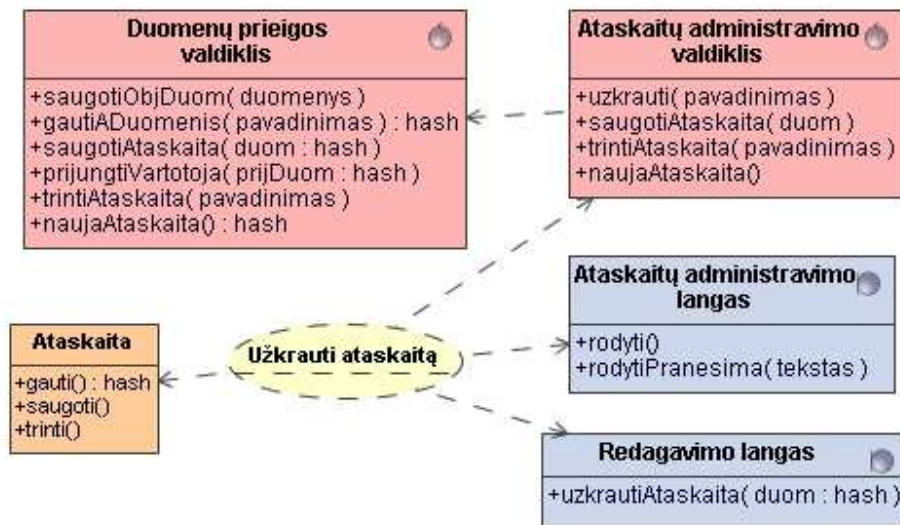 Duomenų prieigos
valdiklis
+saugotiObjDuom( duomenys )
+gautiADuomenis( pavadinimas ) : hash
+saugotiAtaskaita( duom : hash )
+prijungtiVartotoja( prijDuom : hash )
+trintiAtaskaita( pavadinimas )
+naujaAtaskaita() : hash
Ataskaitų administravimo
valdiklis
+uzkrauti( pavadinimas )
+saugotiAtaskaita( duom )
+trintiAtaskaita( pavadinimas )
+naujaAtaskaita()
Ataskaitų administravimo
langas
+rodyti()
+rodytiPranesima( tekstas )
Ataskaita
+gauti() : hash
+saugoti()
+trinti()
Užkrauti ataskaitą
Redagavimo langas
+uzkrautiAtaskaita( duom : hash )